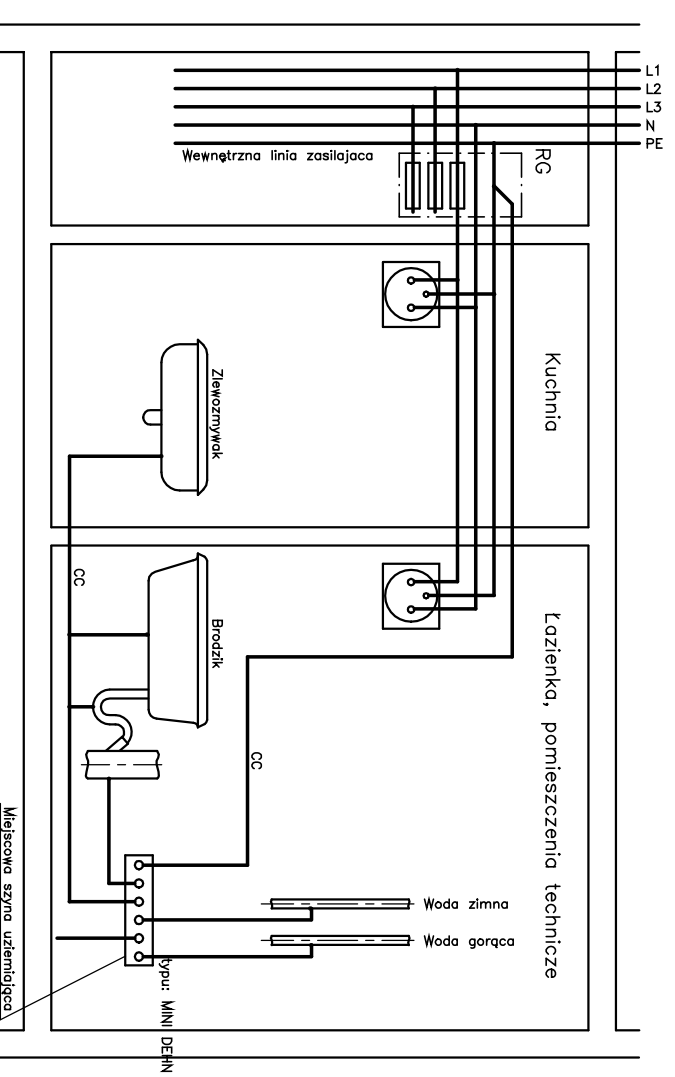 L1
L2
L3
N
PE
Wewnętrzna linia zasilajaca
RG
Kuchnia
Zlewozmywak
CC
Łazienka, pomieszczenia techniczne
Brodzik
CC
Woda zimna
Woda gorąca
Miejscowa szyna uziemiająca
typu: MINI DEHN